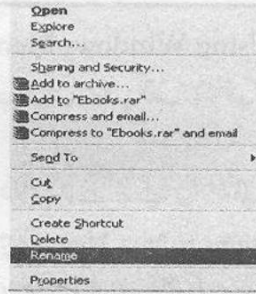 Open
Explore
Search...
Sharing and Security...
Add to archive...
Add to "Ebooks.rar"
Compress and email...
Compress to "Ebooks.rar" and email
Send To
Cut
Copy
Create Shortcut
Delete
Rename
Properties